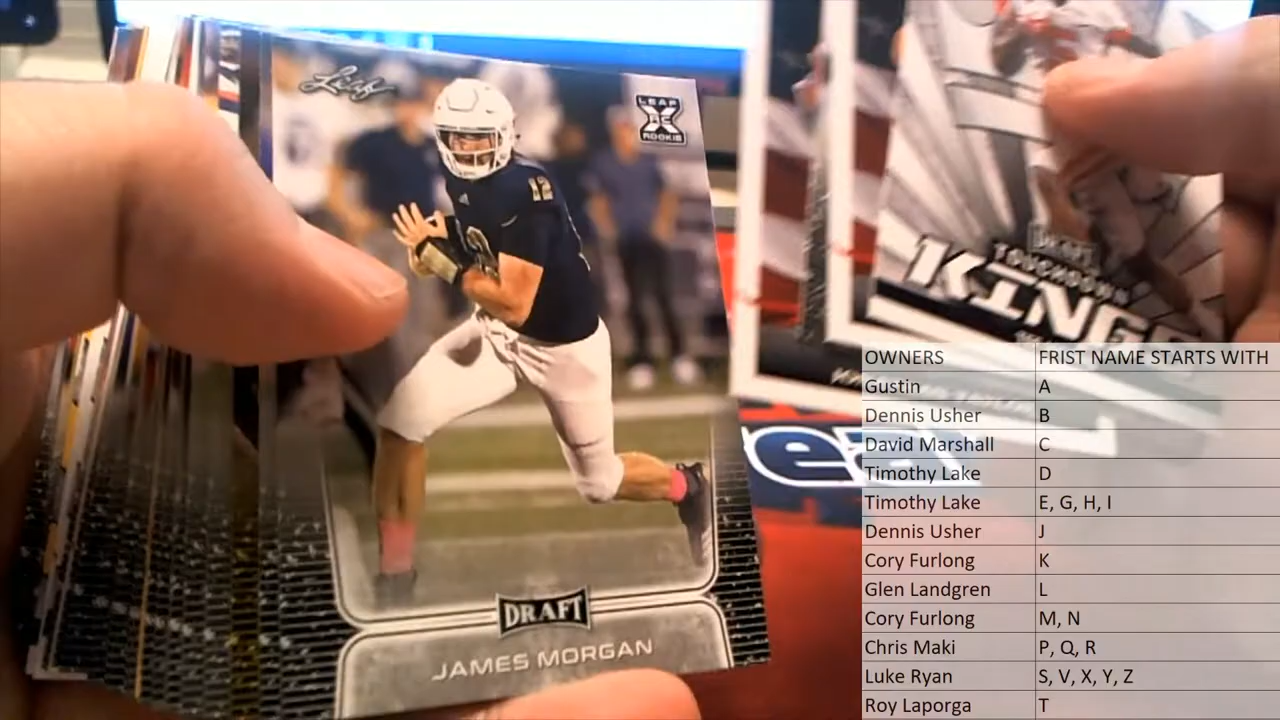 Leaf
LEAF
X
RC
ROOKIE
12
DRAFT
JAMES MORGAN
TOUCHDOWN
KINGS
OWNERS FRIST NAME STARTS WITH
Gustin A
Dennis Usher B
David Marshall C
Timothy Lake D
Timothy Lake E, G, H, I
Dennis Usher J
Cory Furlong K
Glen Landgren L
Cory Furlong M, N
Chris Maki P, Q, R
Luke Ryan S, V, X, Y, Z
Roy Laporga T